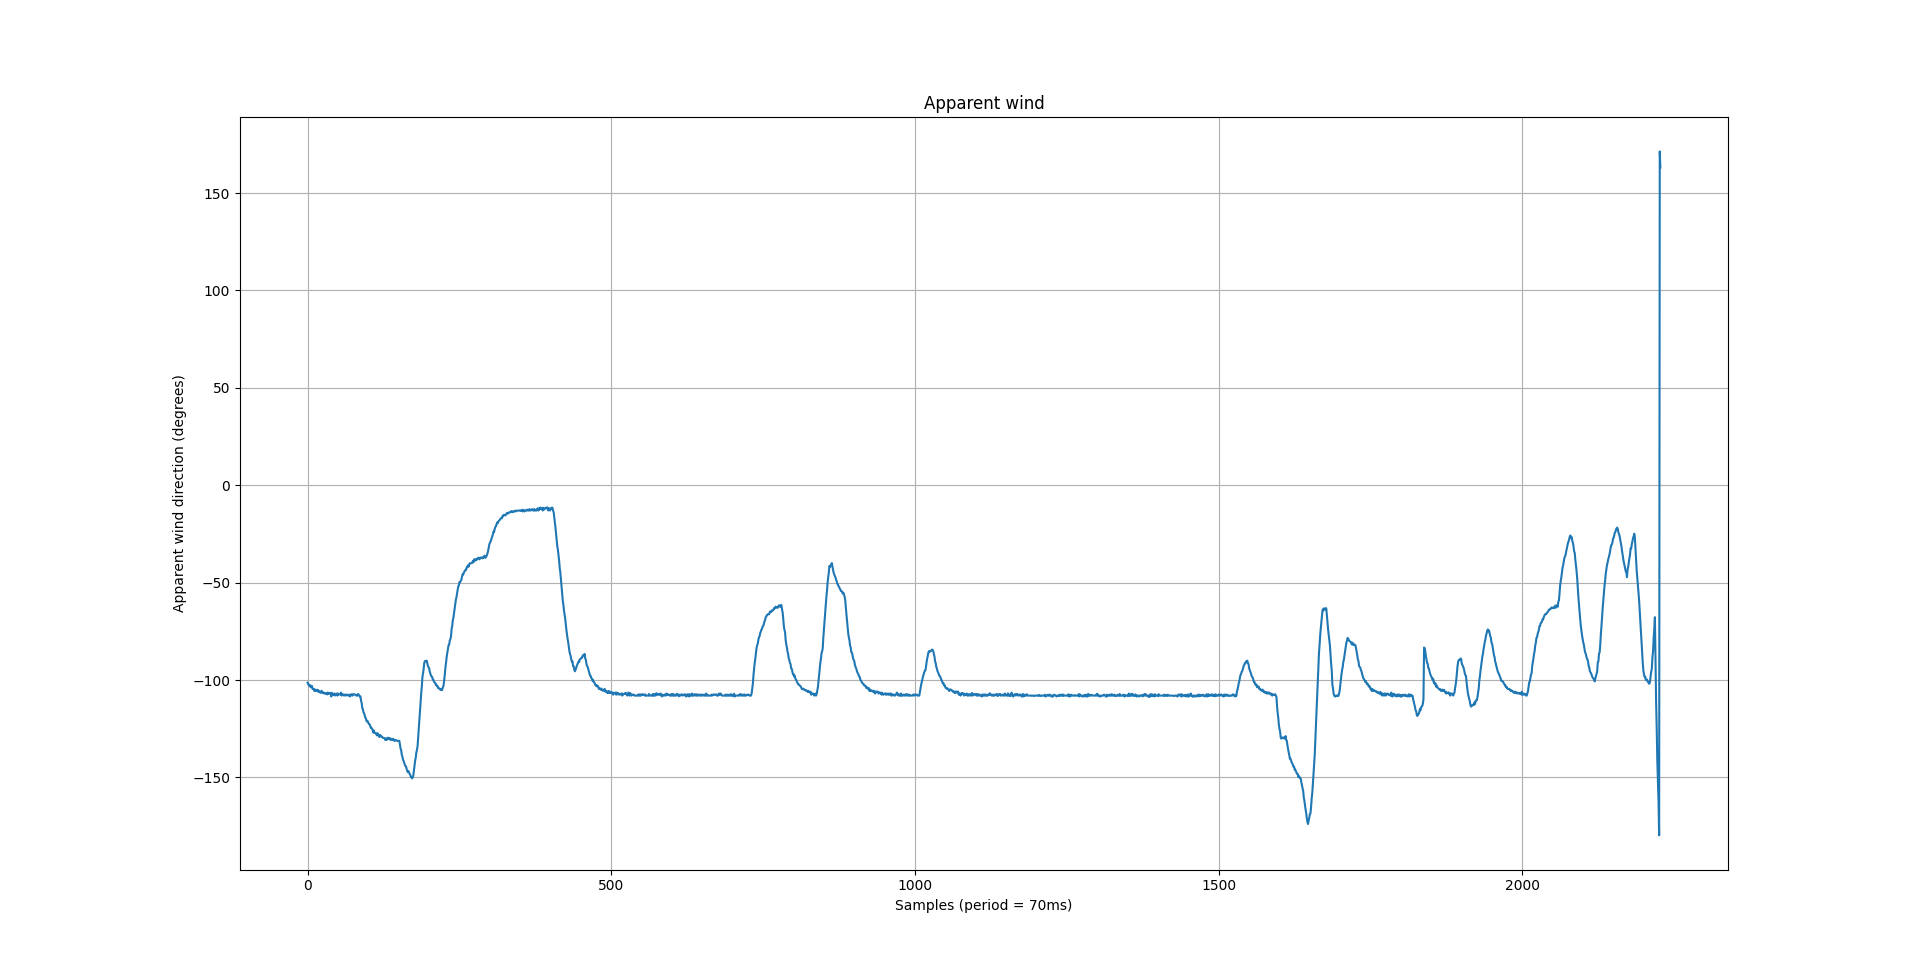 Apparent wind
150
100
50
0
−50
−100
−150
Apparent wind direction (degrees)
0 500 1000 1500 2000
Samples (period = 70ms)